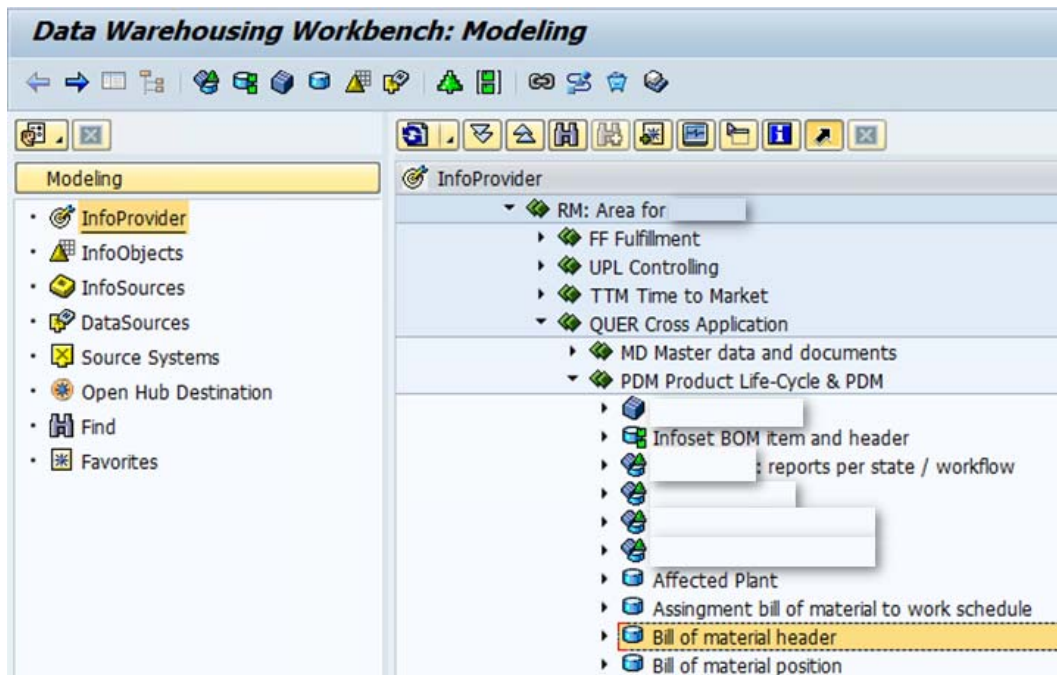 Data Warehousing Workbench: Modeling
Modeling
InfoProvider
InfoObjects
InfoSources
DataSources
Source Systems
Open Hub Destination
Find
Favorites
InfoProvider
RM: Area for
FF Fulfillment
UPL Controlling
TTM Time to Market
QUER Cross Application
MD Master data and documents
PDM Product Life-Cycle & PDM
Infoset BOM item and header
: reports per state / workflow
Affected Plant
Assingment bill of material to work schedule
Bill of material header
Bill of material position